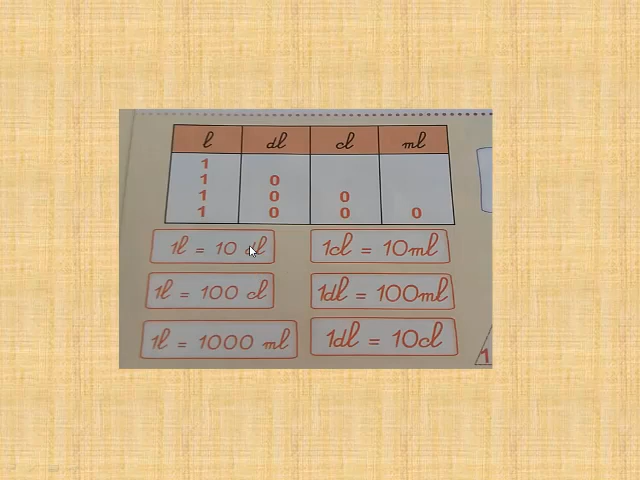 l dl cl ml
1
1 0
1 0 0
1 0 0 0
1l = 10 dl 1cl = 10ml
1l = 100 cl 1dl = 100ml
1l = 1000 ml 1dl = 10cl
1